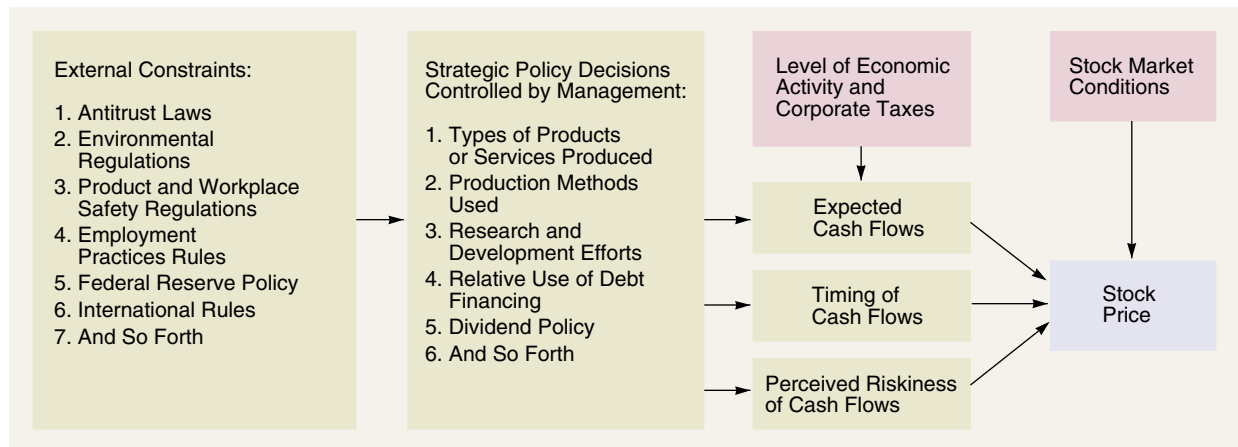 External Constraints:
1. Antitrust Laws
2. Environmental
Regulations
3. Product and Workplace
Safety Regulations
4. Employment
Practices Rules
5. Federal Reserve Policy
6. International Rules
7. And So Forth
Strategic Policy Decisions
Controlled by Management:
1. Types of Products
or Services Produced
2. Production Methods
Used
3. Research and
Development Efforts
4. Relative Use of Debt
Financing
5. Dividend Policy
6. And So Forth
Level of Economic
Activity and
Corporate Taxes
Expected
Cash Flows
Timing of
Cash Flows
Perceived Riskiness
of Cash Flows
Stock Market
Conditions
Stock
Price